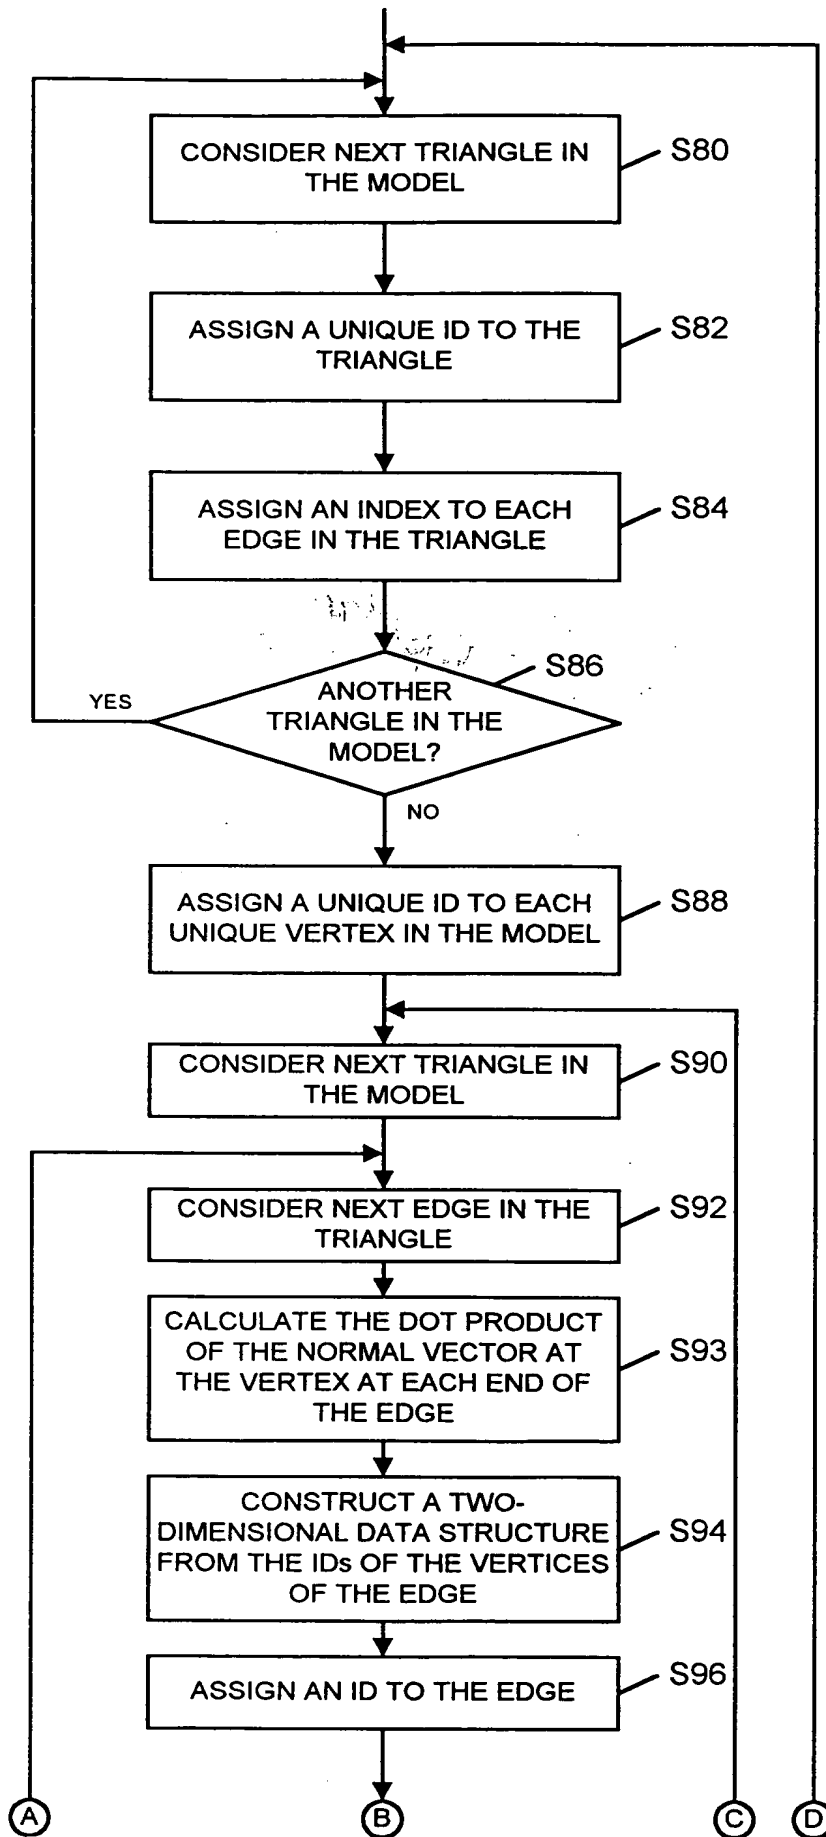 CONSIDER NEXT TRIANGLE IN
THE MODEL
S80
ASSIGN A UNIQUE ID TO THE
TRIANGLE
S82
ASSIGN AN INDEX TO EACH
EDGE IN THE TRIANGLE
S84
S86
ANOTHER
TRIANGLE IN THE
MODEL?
YES
NO
ASSIGN A UNIQUE ID TO EACH
UNIQUE VERTEX IN THE MODEL
S88
CONSIDER NEXT TRIANGLE IN
THE MODEL
S90
CONSIDER NEXT EDGE IN THE
TRIANGLE
S92
CALCULATE THE DOT PRODUCT
OF THE NORMAL VECTOR AT
THE VERTEX AT EACH END OF
THE EDGE
S93
CONSTRUCT A TWO-
DIMENSIONAL DATA STRUCTURE
FROM THE IDs OF THE VERTICES
OF THE EDGE
S94
ASSIGN AN ID TO THE EDGE
S96
A
B
C
D